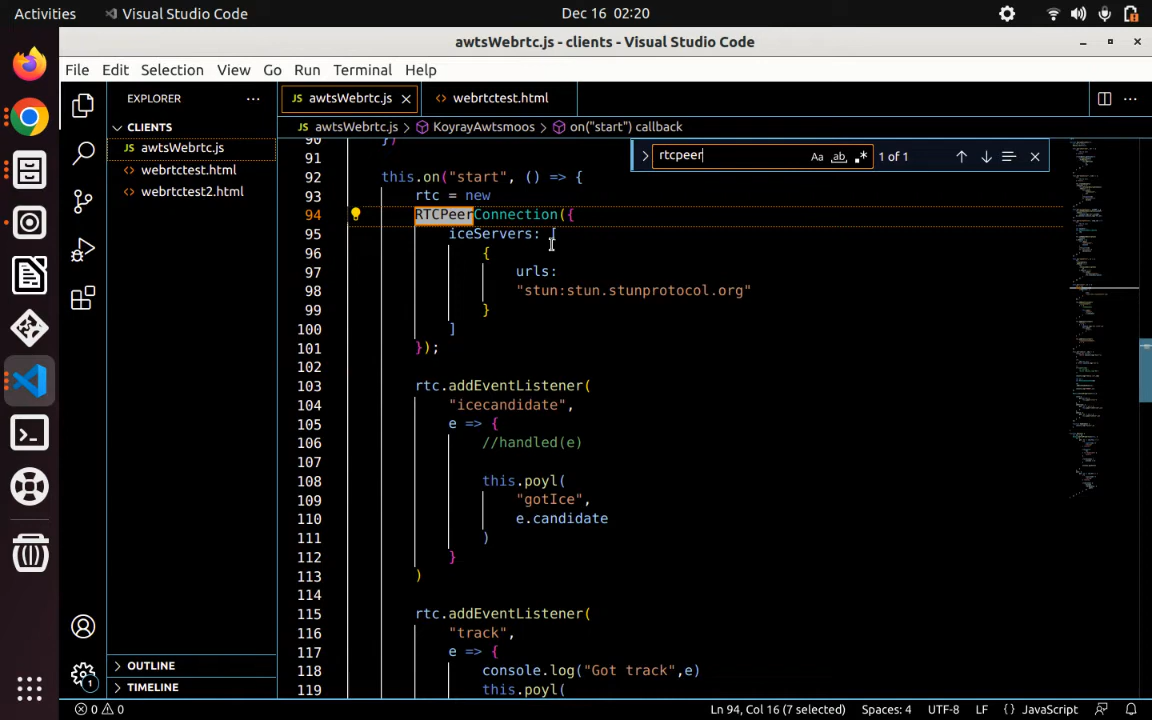 Activities
Visual Studio Code
Dec 16 02:20
awtsWebrtc.js - clients - Visual Studio Code
File Edit Selection View Go Run Terminal Help
EXPLORER
CLIENTS
JS awtsWebrtc.js
<> webrtctest.html
<> webrtctest2.html
OUTLINE
TIMELINE
JS awtsWebrtc.js
<> webrtctest.html
JS awtsWebrtc.js > KoyrayAwtsmoos > on("start") callback
rtcpeer
Aa ab .* 1 of 1
90 })
91
92 this.on("start", () => {
93 rtc = new
94 RTCPeerConnection({
95 iceServers: [
96 {
97 urls:
98 "stun:stun.stunprotocol.org"
99 }
100 ]
101 });
102
103 rtc.addEventListener(
104 "icecandidate",
105 e => {
106 //handled(e)
107
108 this.poyl(
109 "gotIce",
110 e.candidate
111 )
112 }
113 )
114
115 rtc.addEventListener(
116 "track",
117 e => {
118 console.log("Got track",e)
119 this.poyl(
1
0 0 Ln 94, Col 16 (7 selected) Spaces: 4 UTF-8 LF {} JavaScript